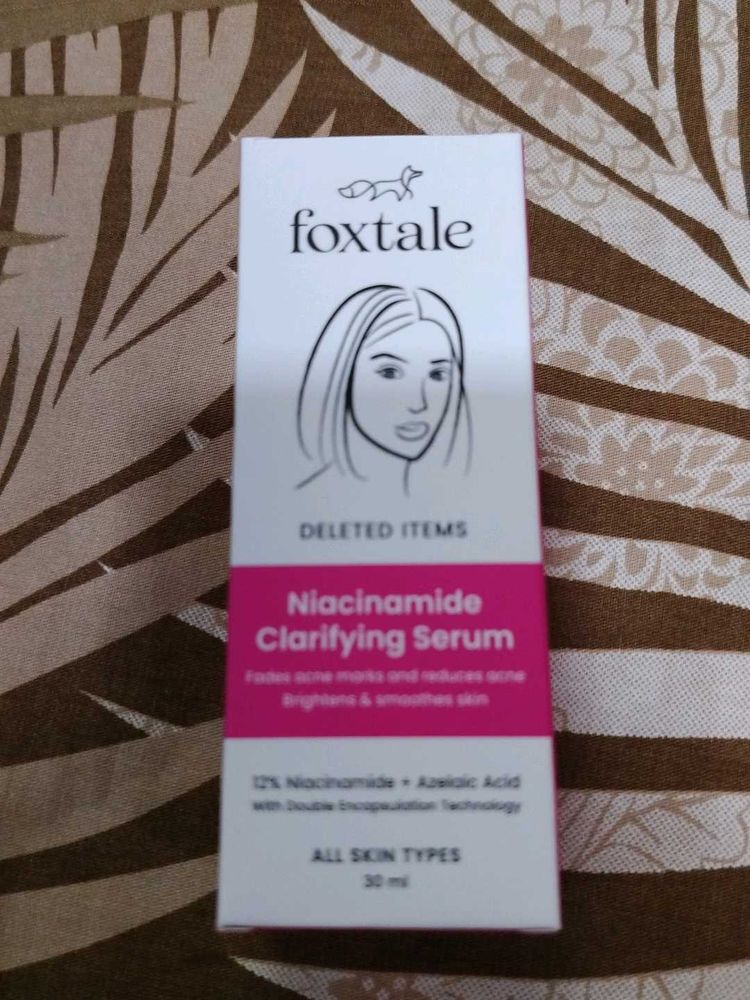 foxtale
DELETED ITEMS
Niacinamide
Clarifying Serum
Fades acne marks and reduces acne
Brightens & smoothes skin
12% Niacinamide + Azelaic Acid
With Double Encapsulation Technology
ALL SKIN TYPES
30 ml